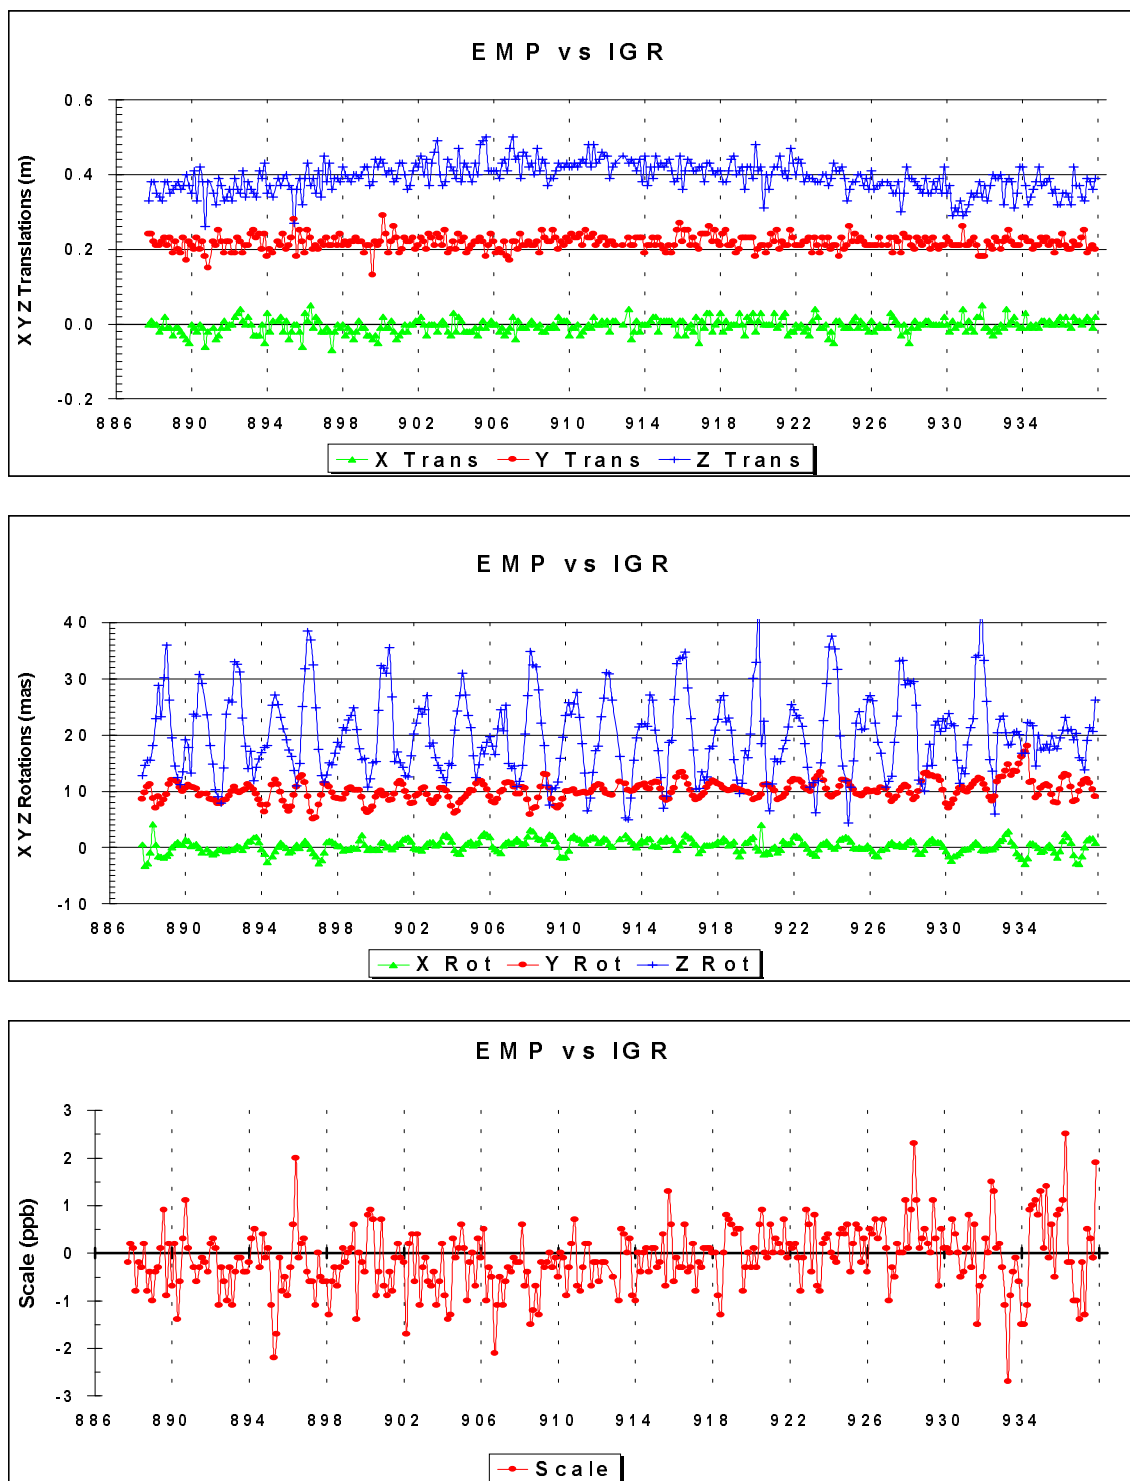 EMP vs IGR
X Y Z Translations (m)
0.6
0.4
0.2
0.0
-0.2
886 890 894 898 902 906 910 914 918 922 926 930 934
X Trans Y Trans Z Trans
EMP vs IGR
X Y Z Rotations (mas)
40
30
20
10
0
-10
886 890 894 898 902 906 910 914 918 922 926 930 934
X Rot Y Rot Z Rot
EMP vs IGR
Scale (ppb)
3
2
1
0
-1
-2
-3
886 890 894 898 902 906 910 914 918 922 926 930 934
Scale